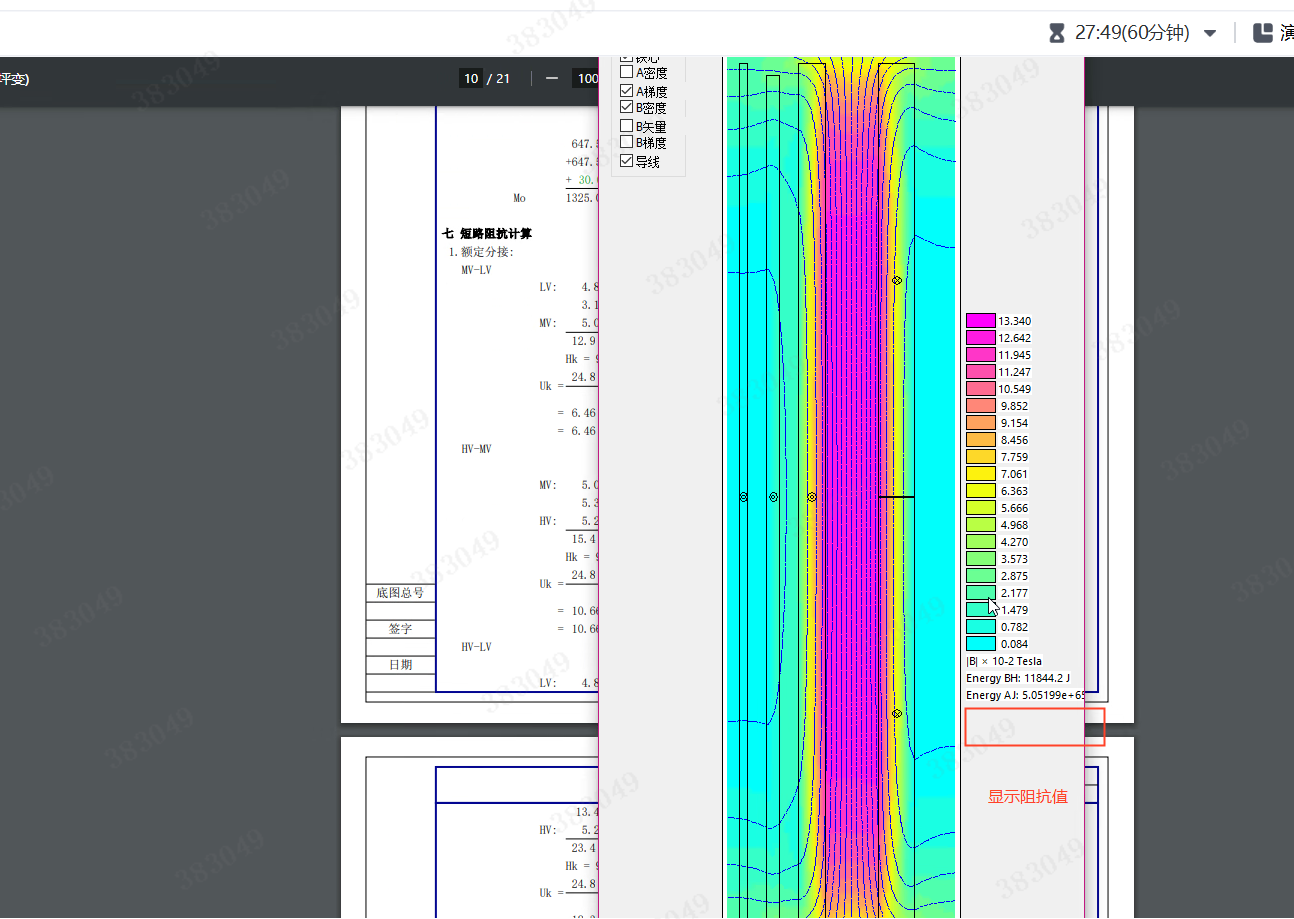 27:49(60分钟)
演
平变)
10 / 21
100
A密度
A梯度
B密度
B矢量
B梯度
导线
647.5
+647.5
+ 30.
Mo 1325.0
七 短路阻抗计算
1.额定分接:
MV-LV
LV: 4.8
3.1
MV: 5.0
12.9
Hk = 9
24.8
Uk =
= 6.46
= 6.46
HV-MV
MV: 5.0
5.3
HV: 5.2
15.4
Hk = 9
24.8
Uk =
= 10.66
= 10.66
HV-LV
LV: 4.8
底图总号
签字
日期
13.4
HV: 5.2
23.4
Hk = 9
24.8
Uk =
13.340
12.642
11.945
11.247
10.549
9.852
9.154
8.456
7.759
7.061
6.363
5.666
4.968
4.270
3.573
2.875
2.177
1.479
0.782
0.084
|B| × 10-2 Tesla
Energy BH: 11844.2 J
Energy AJ: 5.05199e+65
显示阻抗值
383049